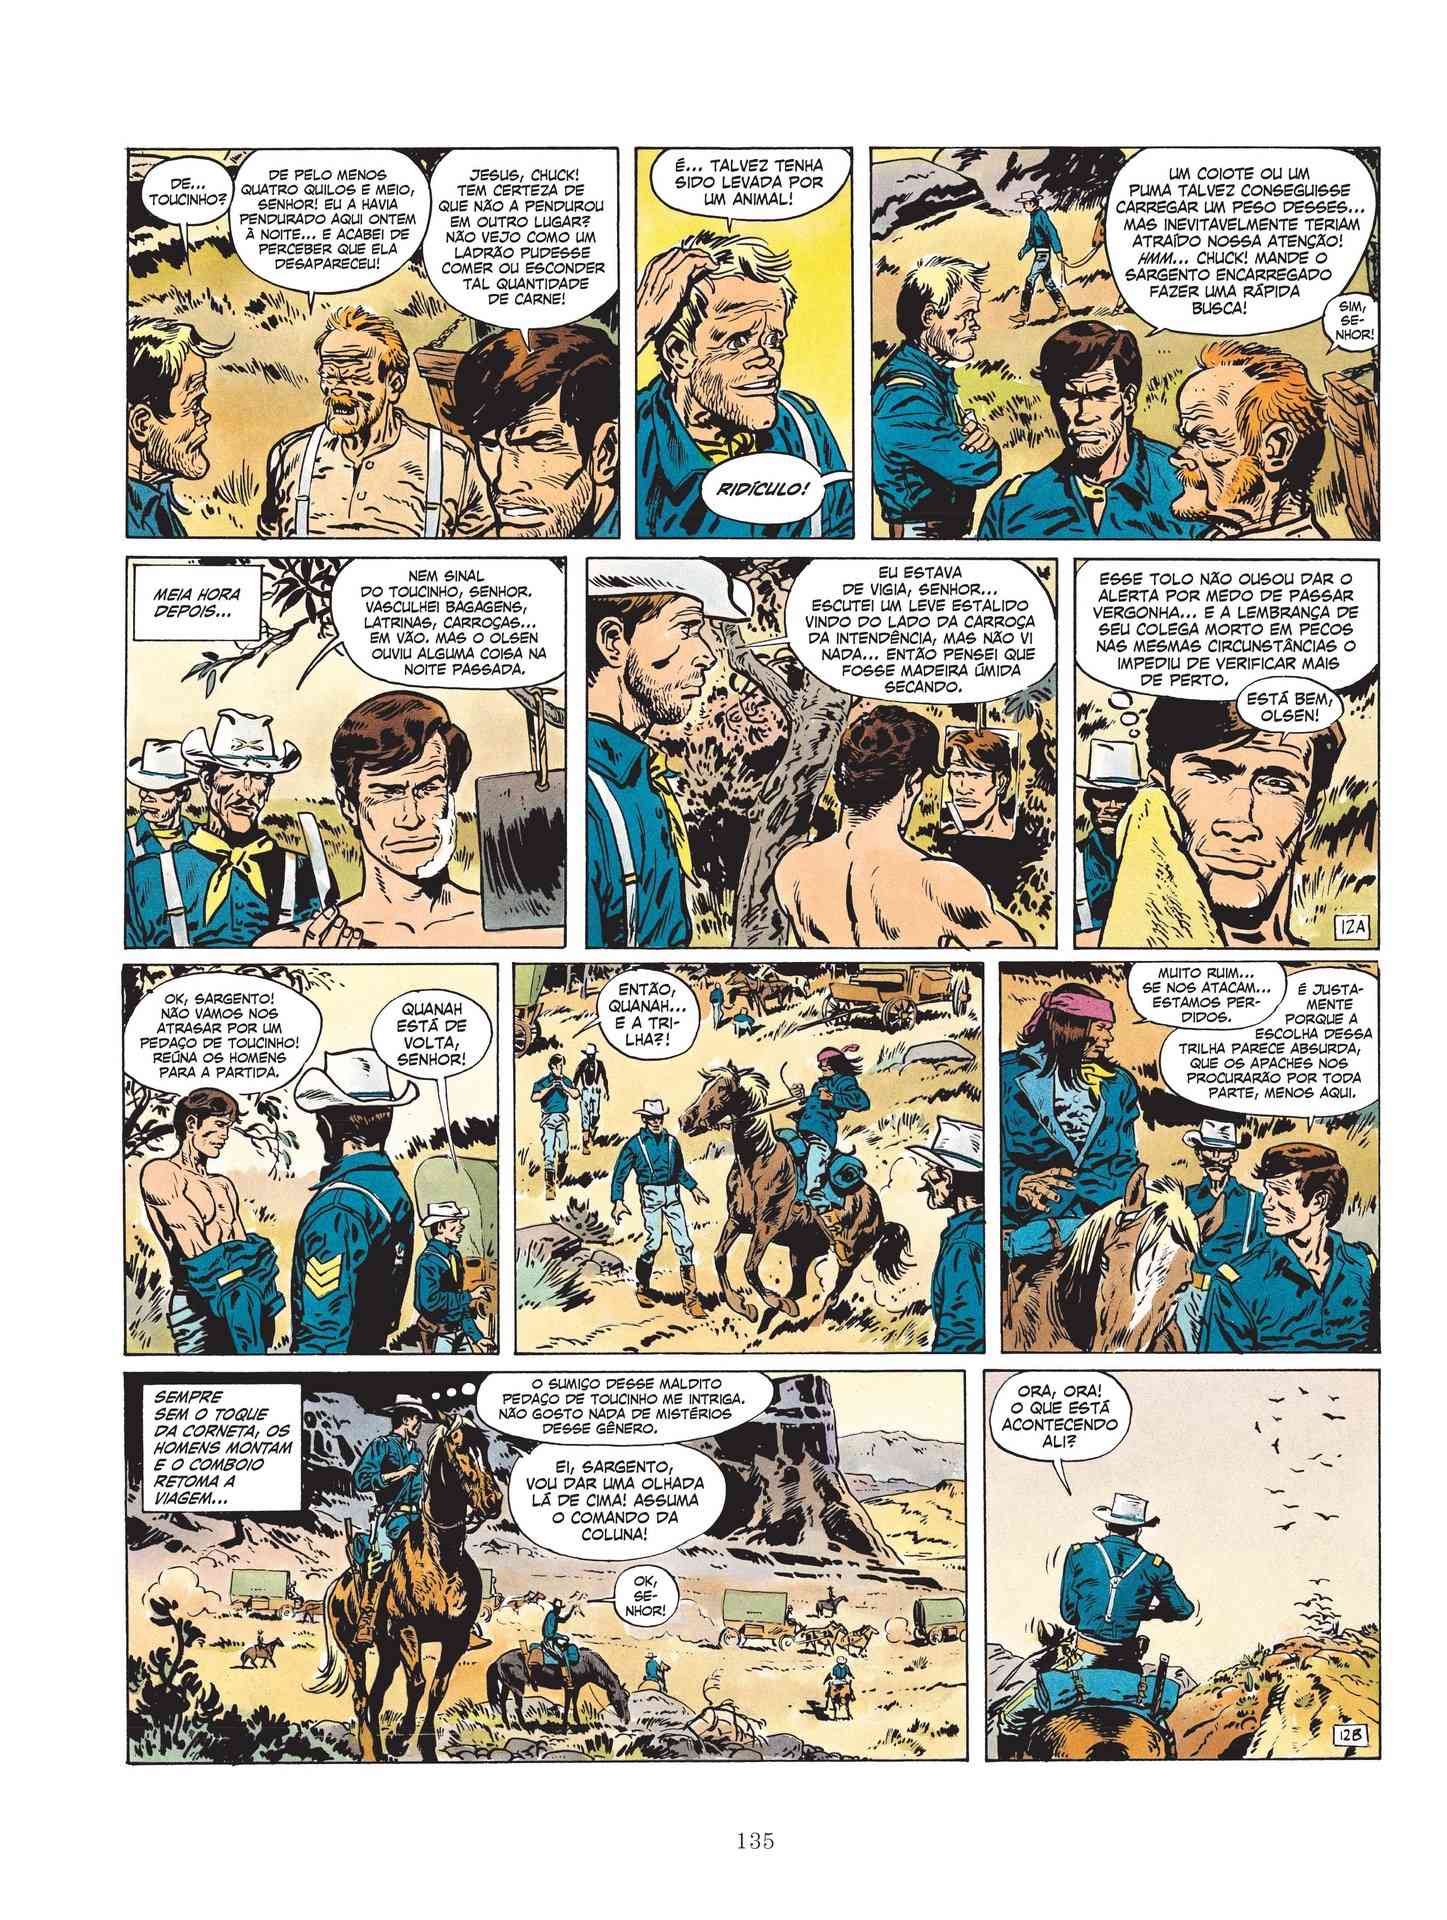 DE...
TOUCINHO?
DE PELO MENOS
QUATRO QUILOS E MEIO,
SENHOR! EU A HAVIA
PENDURADO AQUI ONTEM
À NOITE... E ACABEI DE
PERCEBER QUE ELA
DESAPARECEU!
JESUS, CHUCK!
TEM CERTEZA DE
QUE NÃO A PENDUROU
EM OUTRO LUGAR?
NÃO VEJO COMO UM
LADRÃO PUDESSE
COMER OU ESCONDER
TAL QUANTIDADE
DE CARNE!
É... TALVEZ TENHA
SIDO LEVADA POR
UM ANIMAL!
RIDÍCULO!
UM COIOTE OU UM
PUMA TALVEZ CONSEGUISSE
CARREGAR UM PESO DESSES...
MAS INEVITAVELMENTE TERIAM
ATRAÍDO NOSSA ATENÇÃO!
HMM... CHUCK! MANDE O
SARGENTO ENCARREGADO
FAZER UMA RÁPIDA
BUSCA!
SIM,
SE-
NHOR!
MEIA HORA
DEPOIS...
NEM SINAL
DO TOUCINHO, SENHOR.
VASCULHEI BAGAGENS,
LATRINAS, CARROÇAS...
EM VÃO. MAS O OLSEN
OUVIU ALGUMA COISA NA
NOITE PASSADA.
EU ESTAVA
DE VIGIA, SENHOR...
ESCUTEI UM LEVE ESTALIDO
VINDO DO LADO DA CARROÇA
DA INTENDÊNCIA, MAS NÃO VI
NADA... ENTÃO PENSEI QUE
FOSSE MADEIRA ÚMIDA
SECANDO.
ESSE TOLO NÃO OUSOU DAR O
ALERTA POR MEDO DE PASSAR
VERGONHA... E A LEMBRANÇA DE
SEU COLEGA MORTO EM PECOS
NAS MESMAS CIRCUNSTÂNCIAS O
IMPEDIU DE VERIFICAR MAIS
DE PERTO.
ESTÁ BEM,
OLSEN!
12A
OK, SARGENTO!
NÃO VAMOS NOS
ATRASAR POR UM
PEDAÇO DE TOUCINHO!
REÚNA OS HOMENS
PARA A PARTIDA.
QUANAH
ESTÁ DE
VOLTA,
SENHOR!
ENTÃO,
QUANAH...
E A TRI-
LHA?!
MUITO RUIM...
SE NOS ATACAM...
ESTAMOS PER-
DIDOS.
É JUSTA-
MENTE
PORQUE A
ESCOLHA DESSA
TRILHA PARECE ABSURDA,
QUE OS APACHES NOS
PROCURARÃO POR TODA
PARTE, MENOS AQUI.
SEMPRE
SEM O TOQUE
DA CORNETA, OS
HOMENS MONTAM
E O COMBOIO
RETOMA A
VIAGEM...
O SUMIÇO DESSE MALDITO
PEDAÇO DE TOUCINHO ME INTRIGA.
NÃO GOSTO NADA DE MISTÉRIOS
DESSE GÊNERO.
EI, SARGENTO,
VOU DAR UMA OLHADA
LÁ DE CIMA! ASSUMA
O COMANDO DA
COLUNA!
OK,
SE-
NHOR!
ORA, ORA!
O QUE ESTÁ
ACONTECENDO
ALI?
12B
135